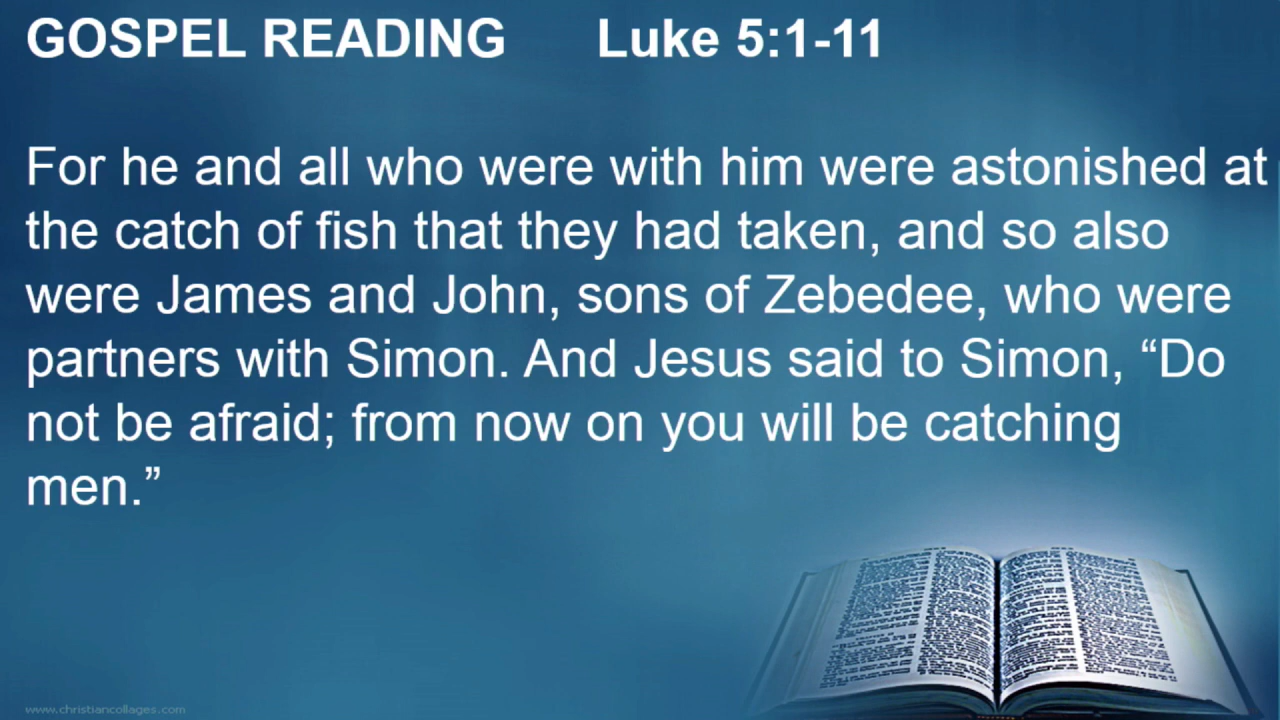 GOSPEL READING Luke 5:1-11
For he and all who were with him were astonished at
the catch of fish that they had taken, and so also
were James and John, sons of Zebedee, who were
partners with Simon. And Jesus said to Simon, “Do
not be afraid; from now on you will be catching
men.”
www.christiancollages.com